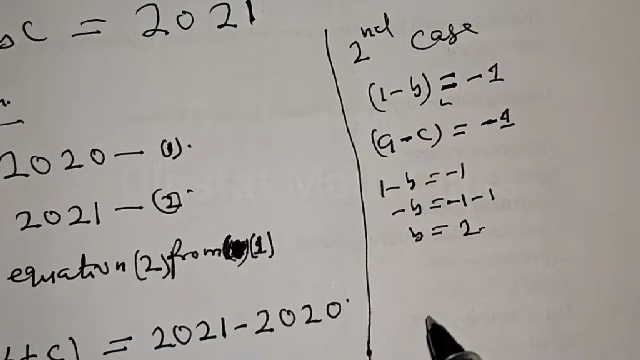 bc = 2021
n.
2020 — (1).
2021 — (2).
equation (2) from (1)
(++c) = 2021 - 2020.
2nd case
(1-b) = -1
(a-c) = -1
1-b = -1
-b = -1-1
b = 2.